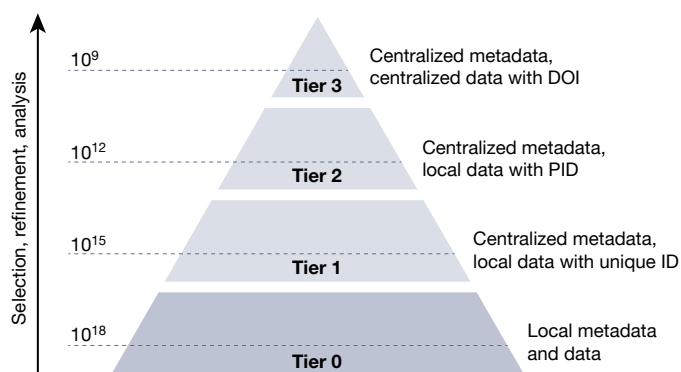 Selection, refinement, analysis
10⁹
Centralized metadata,
centralized data with DOI
Tier 3
10¹²
Centralized metadata,
local data with PID
Tier 2
10¹⁵
Centralized metadata,
local data with unique ID
Tier 1
10¹⁸
Local metadata
and data
Tier 0